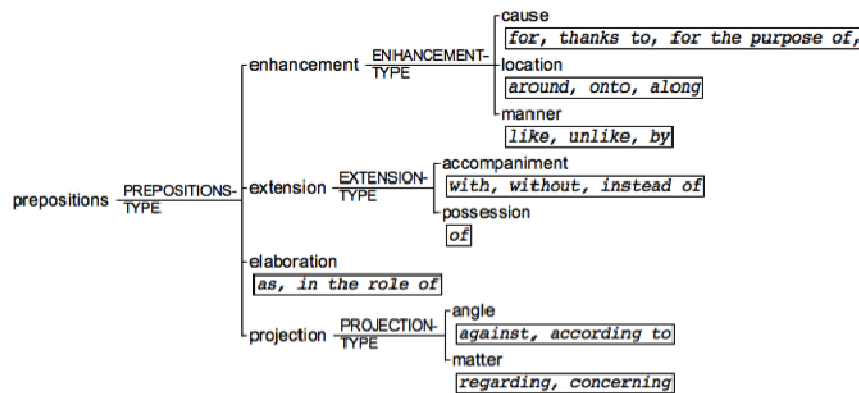 cause
for, thanks to, for the purpose of,
enhancement ENHANCEMENT-
TYPE
location
around, onto, along
manner
like, unlike, by
accompaniment
prepositions PREPOSITIONS-
TYPE
extension EXTENSION-
TYPE
with, without, instead of
possession
of
elaboration
as, in the role of
angle
projection PROJECTION-
TYPE
against, according to
matter
regarding, concerning